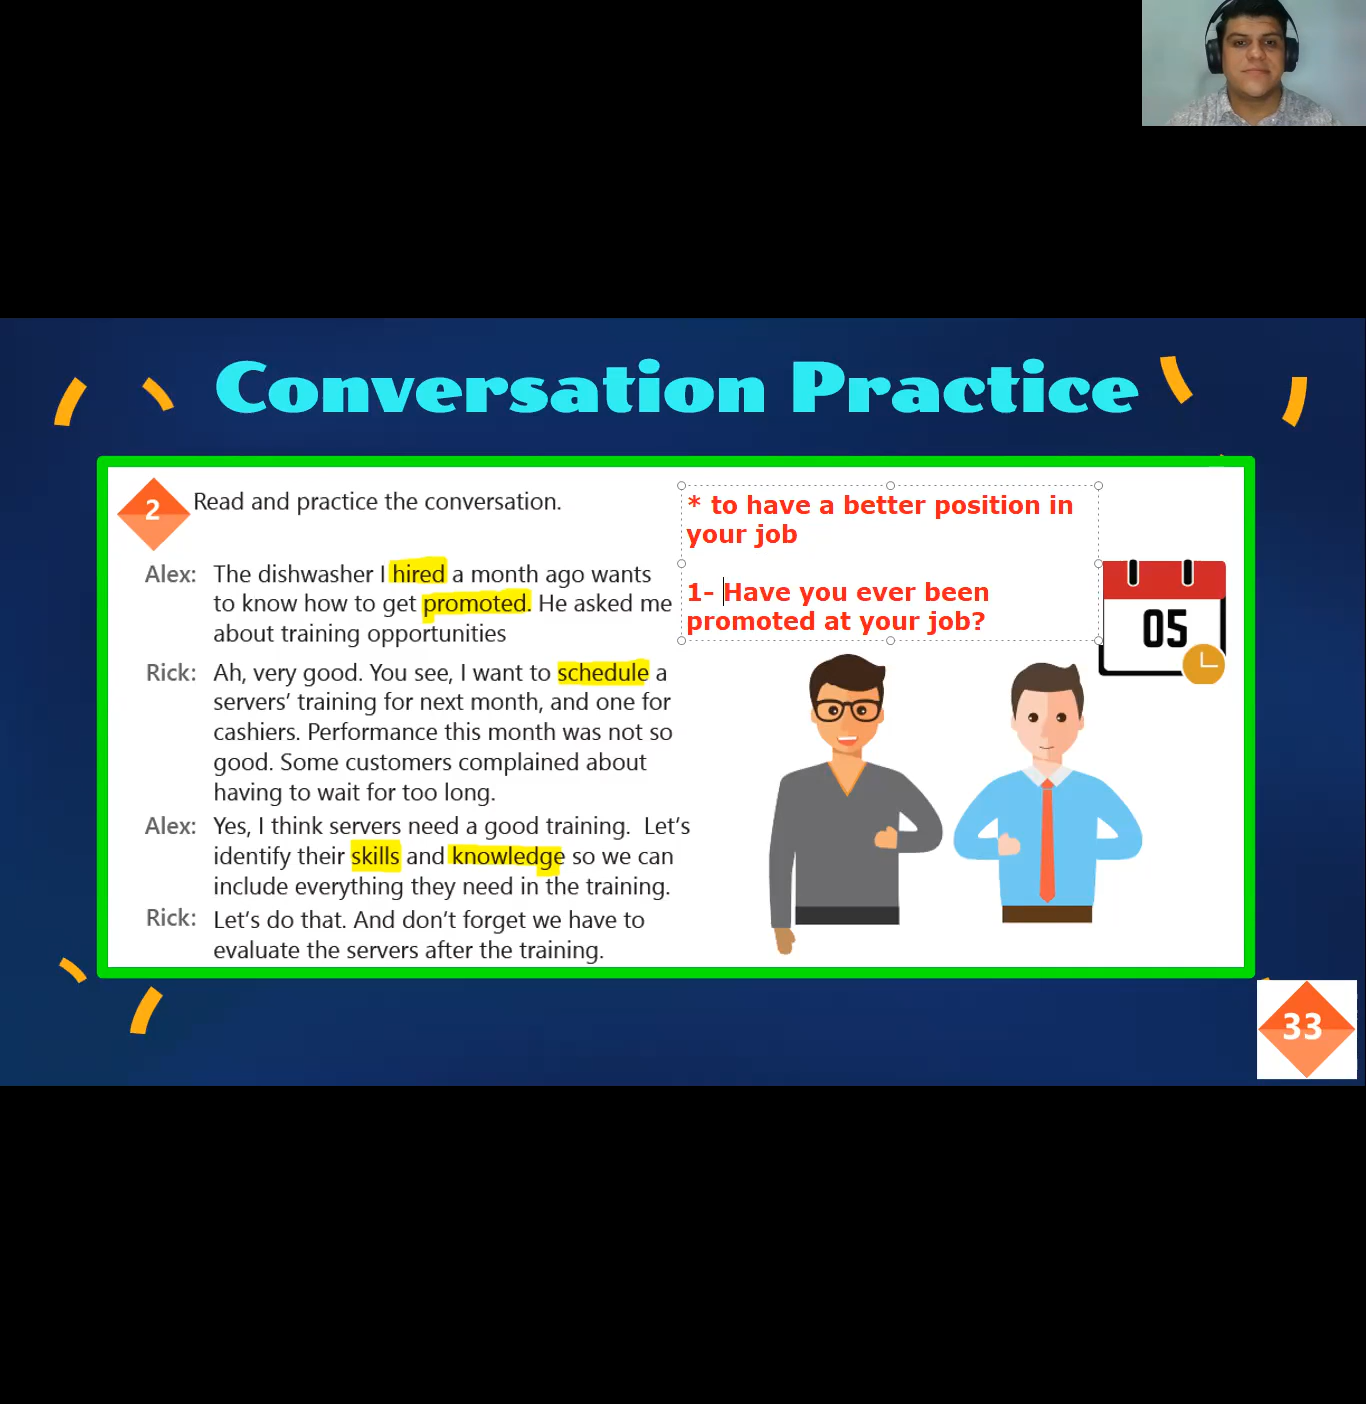 Conversation Practice
2
Read and practice the conversation.
Alex: The dishwasher I hired a month ago wants
to know how to get promoted. He asked me
about training opportunities
Rick: Ah, very good. You see, I want to schedule a
servers’ training for next month, and one for
cashiers. Performance this month was not so
good. Some customers complained about
having to wait for too long.
Alex: Yes, I think servers need a good training. Let’s
identify their skills and knowledge so we can
include everything they need in the training.
Rick: Let’s do that. And don’t forget we have to
evaluate the servers after the training.
* to have a better position in
your job
1- Have you ever been
promoted at your job?
05
33